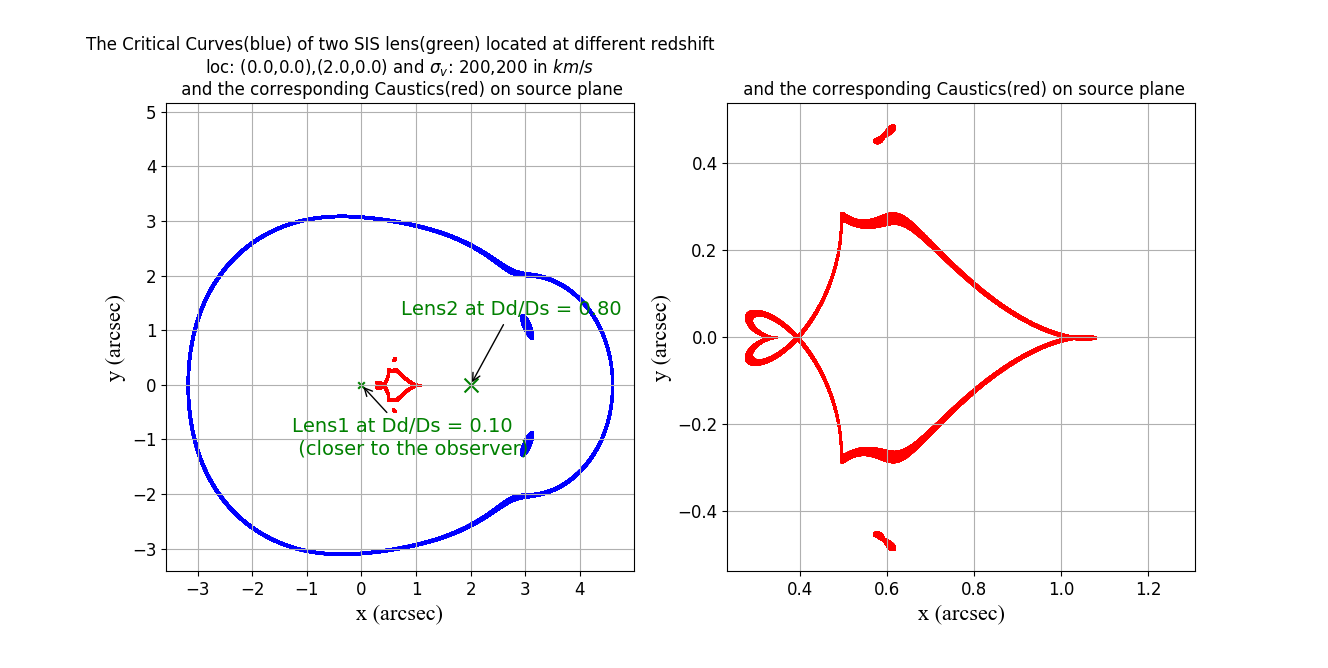 The Critical Curves(blue) of two SIS lens(green) located at different redshift
loc: (0.0,0.0),(2.0,0.0) and σᵥ: 200,200 in km/s
and the corresponding Caustics(red) on source plane
5
4
3
2
1
0
−1
−2
−3
y (arcsec)
Lens2 at Dd/Ds = 0.80
Lens1 at Dd/Ds = 0.10
(closer to the observer)
−3 −2 −1 0 1 2 3 4
x (arcsec)
and the corresponding Caustics(red) on source plane
0.4
0.2
0.0
−0.2
−0.4
y (arcsec)
0.4 0.6 0.8 1.0 1.2
x (arcsec)